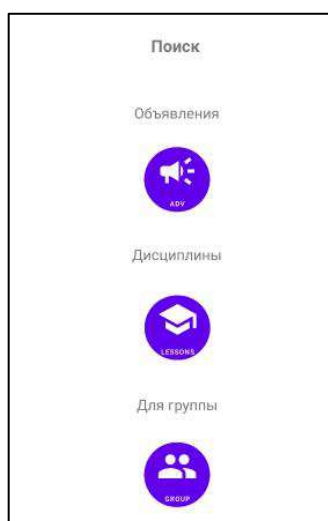 Поиск
Объявления
ADV
Дисциплины
LESSONS
Для группы
GROUP